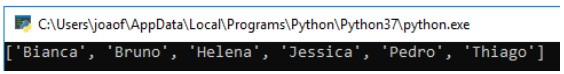 C:\Users\joaof\AppData\Local\Programs\Python\Python37\python.exe
['Bianca', 'Bruno', 'Helena', 'Jessica', 'Pedro', 'Thiago']